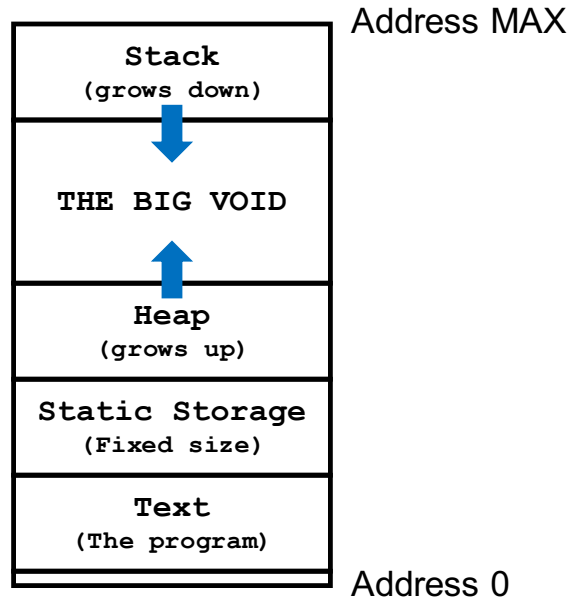 Address MAX
Stack
(grows down)
THE BIG VOID
Heap
(grows up)
Static Storage
(Fixed size)
Text
(The program)
Address 0